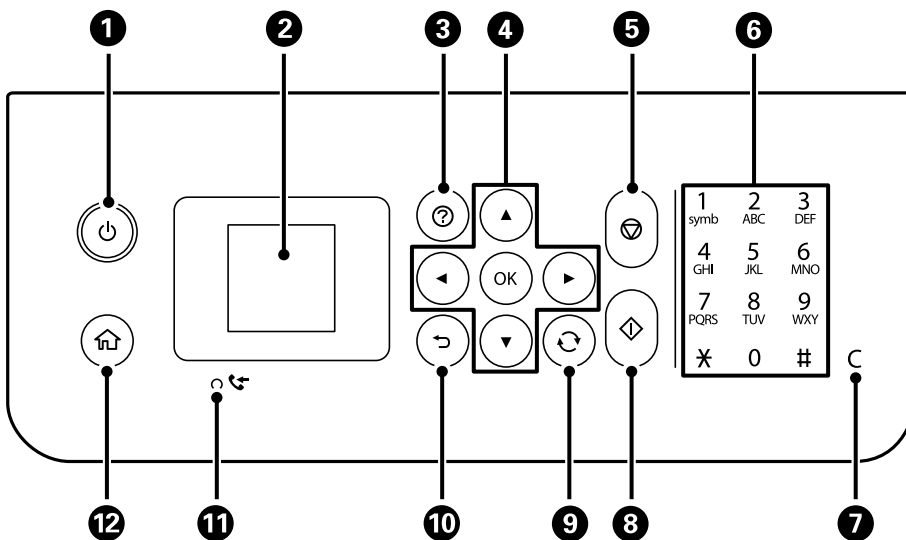 1 2 3 4 5 6
1 2 3
symb ABC DEF
?
OK
4 5 6
GHI JKL MNO
7 8 9
PQRS TUV WXY
* 0 # C
12 11 10 9 8 7